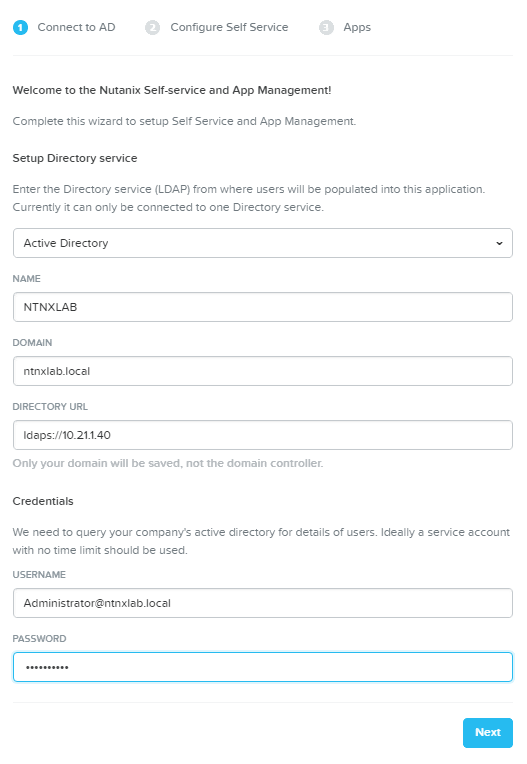 1 Connect to AD 2 Configure Self Service 3 Apps
Welcome to the Nutanix Self-service and App Management!
Complete this wizard to setup Self Service and App Management.
Setup Directory service
Enter the Directory service (LDAP) from where users will be populated into this application.
Currently it can only be connected to one Directory service.
Active Directory
NAME
NTNXLAB
DOMAIN
ntnxlab.local
DIRECTORY URL
ldaps://10.21.1.40
Only your domain will be saved, not the domain controller.
Credentials
We need to query your company's active directory for details of users. Ideally a service account
with no time limit should be used.
USERNAME
Administrator@ntnxlab.local
PASSWORD
••••••••••
Next